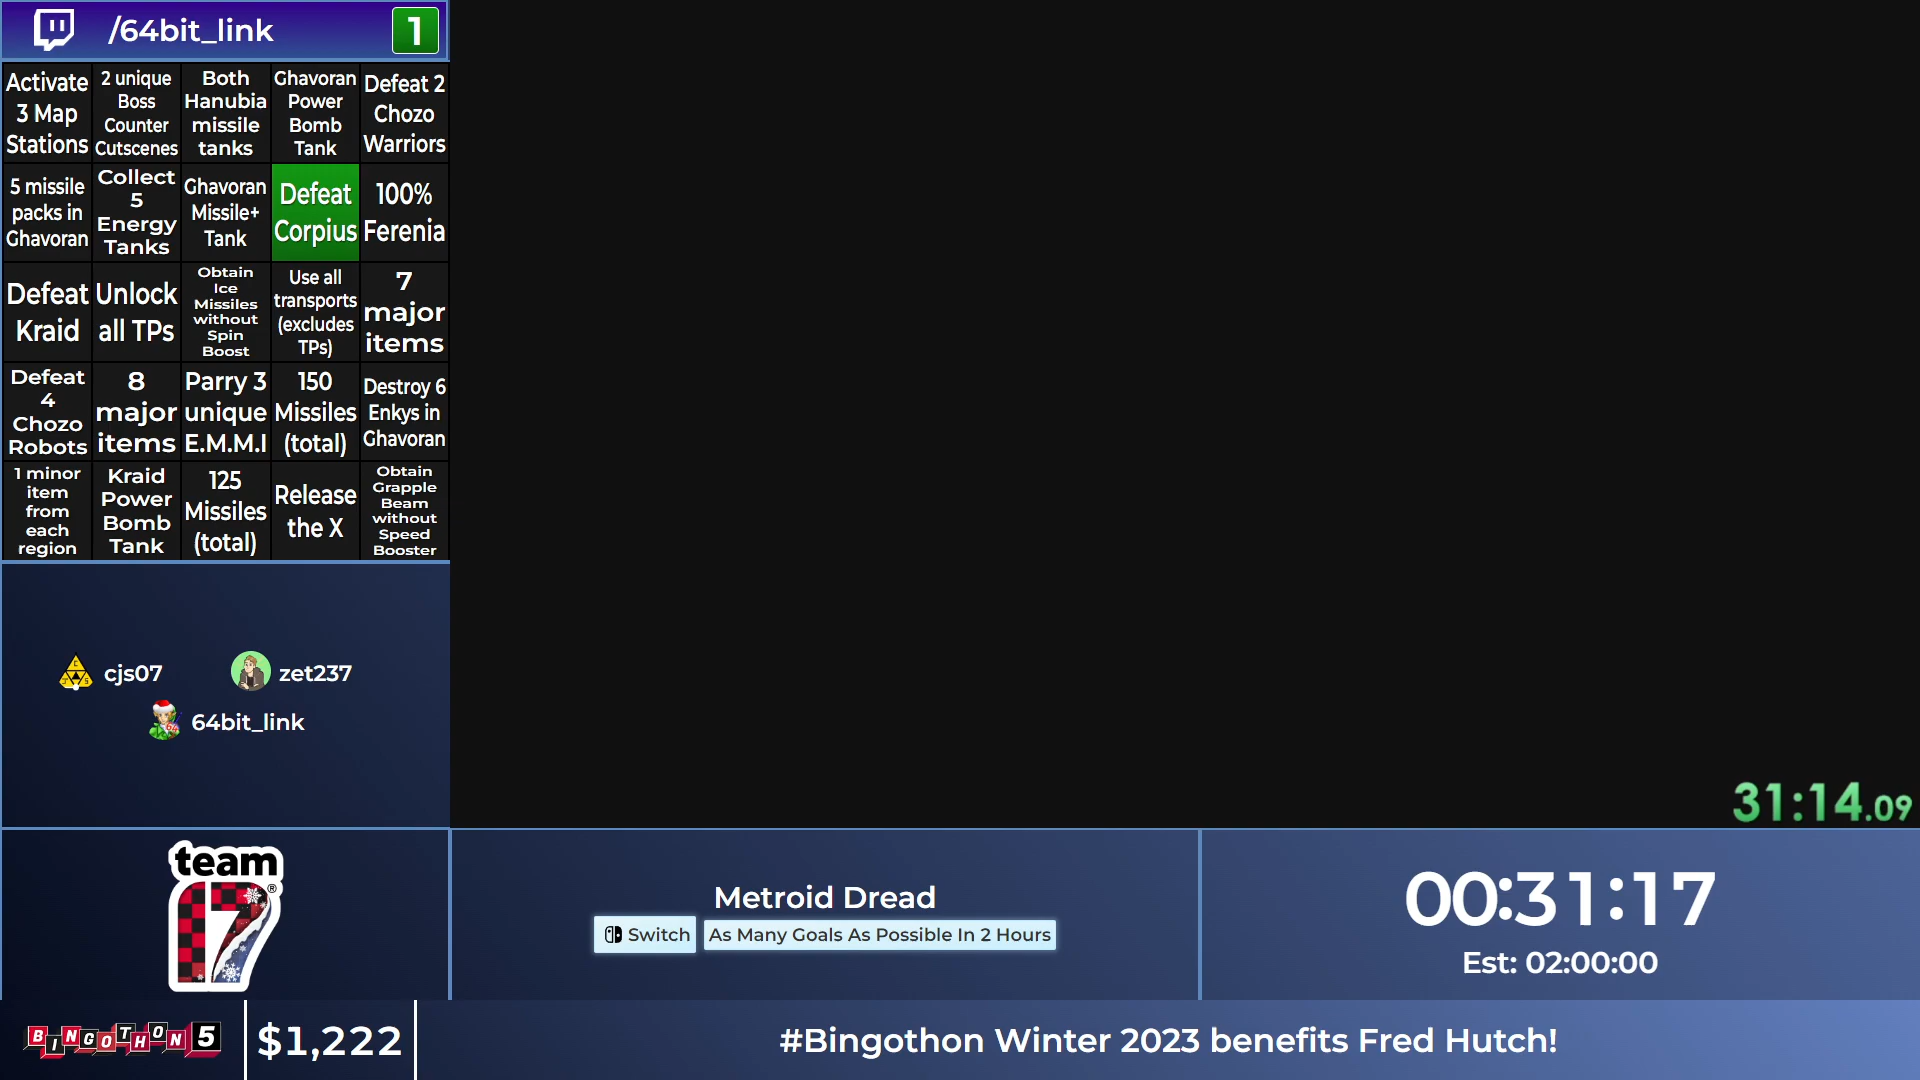 /64bit_link
1
Activate
3 Map
Stations
2 unique
Boss
Counter
Cutscenes
Both
Hanubia
missile
tanks
Ghavoran
Power
Bomb
Tank
Defeat 2
Chozo
Warriors
5 missile
packs in
Ghavoran
Collect
5
Energy
Tanks
Ghavoran
Missile+
Tank
Defeat
Corpius
100%
Ferenia
Defeat
Kraid
Unlock
all TPs
Obtain
Ice
Missiles
without
Spin
Boost
Use all
transports
(excludes
TPs)
7
major
items
Defeat
4
Chozo
Robots
8
major
items
Parry 3
unique
E.M.M.I
150
Missiles
(total)
Destroy 6
Enkys in
Ghavoran
1 minor
item
from
each
region
Kraid
Power
Bomb
Tank
125
Missiles
(total)
Release
the X
Obtain
Grapple
Beam
without
Speed
Booster
cjs07
zet237
64bit_link
31:14.09
team
7
®
Metroid Dread
Switch
As Many Goals As Possible In 2 Hours
00:31:17
Est: 02:00:00
BINGOTHON 5
$1,222
#Bingothon Winter 2023 benefits Fred Hutch!